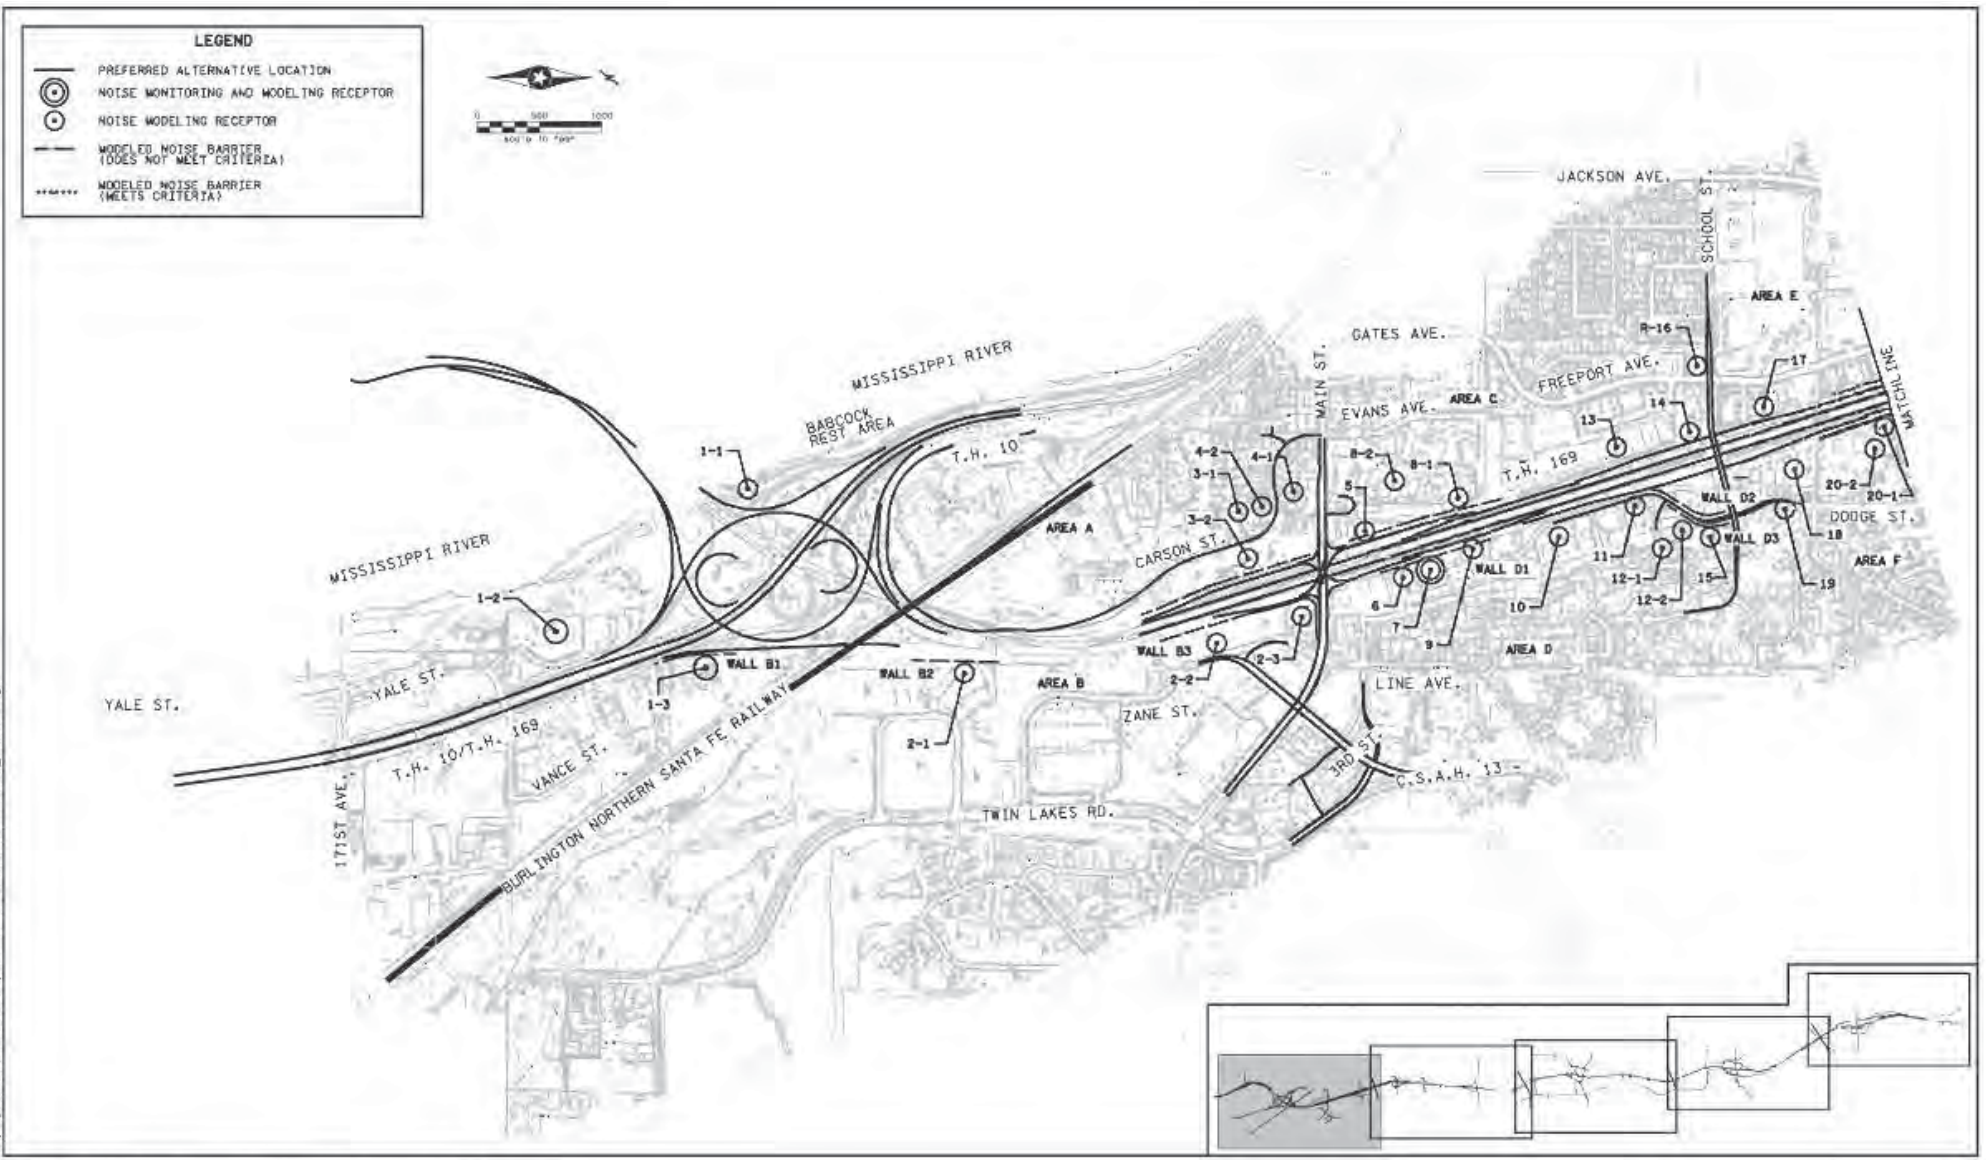 LEGEND
PREFERRED ALTERNATIVE LOCATION
NOISE MONITORING AND MODELING RECEPTOR
NOISE MODELING RECEPTOR
MODELED NOISE BARRIER
(DOES NOT MEET CRITERIA)
MODELED NOISE BARRIER
(MEETS CRITERIA)
0 500 1000
JACKSON AVE.
SCHOOL ST.
AREA E
R-16
GATES AVE.
MISSISSIPPI RIVER
MAIN ST.
FREEPORT AVE.
17
MATCHLINE
BABCOCK
REST AREA
EVANS AVE.
AREA C
14
13
1-1
T.H. 10
4-2
4-1
3-1
8-2
8-1
T.H. 169
5
20-2
20-1
WALL D2
DODGE ST.
AREA A
3-2
CARSON ST.
WALL D3
18
11
AREA F
MISSISSIPPI RIVER
12-1
15
19
WALL D1
12-2
1-2
6
7
10
9
AREA D
WALL B3
2-3
2-2
WALL B1
WALL B2
AREA B
LINE AVE.
1-3
YALE ST.
YALE ST.
ZANE ST.
2-1
T.H. 10/T.H. 169
VANCE ST.
3RD ST.
C.S.A.H. 13
171ST AVE.
BURLINGTON NORTHERN SANTA FE RAILWAY
TWIN LAKES RD.